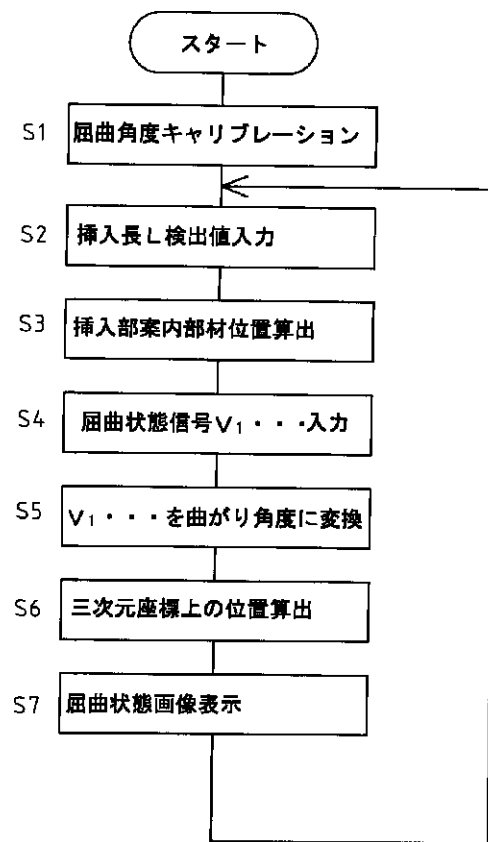 スタート
S1 屈曲角度キャリブレーション
S2 挿入長L検出値入力
S3 挿入部案内部材位置算出
S4 屈曲状態信号V₁・・・入力
S5 V₁・・・を曲がり角度に変換
S6 三次元座標上の位置算出
S7 屈曲状態画像表示